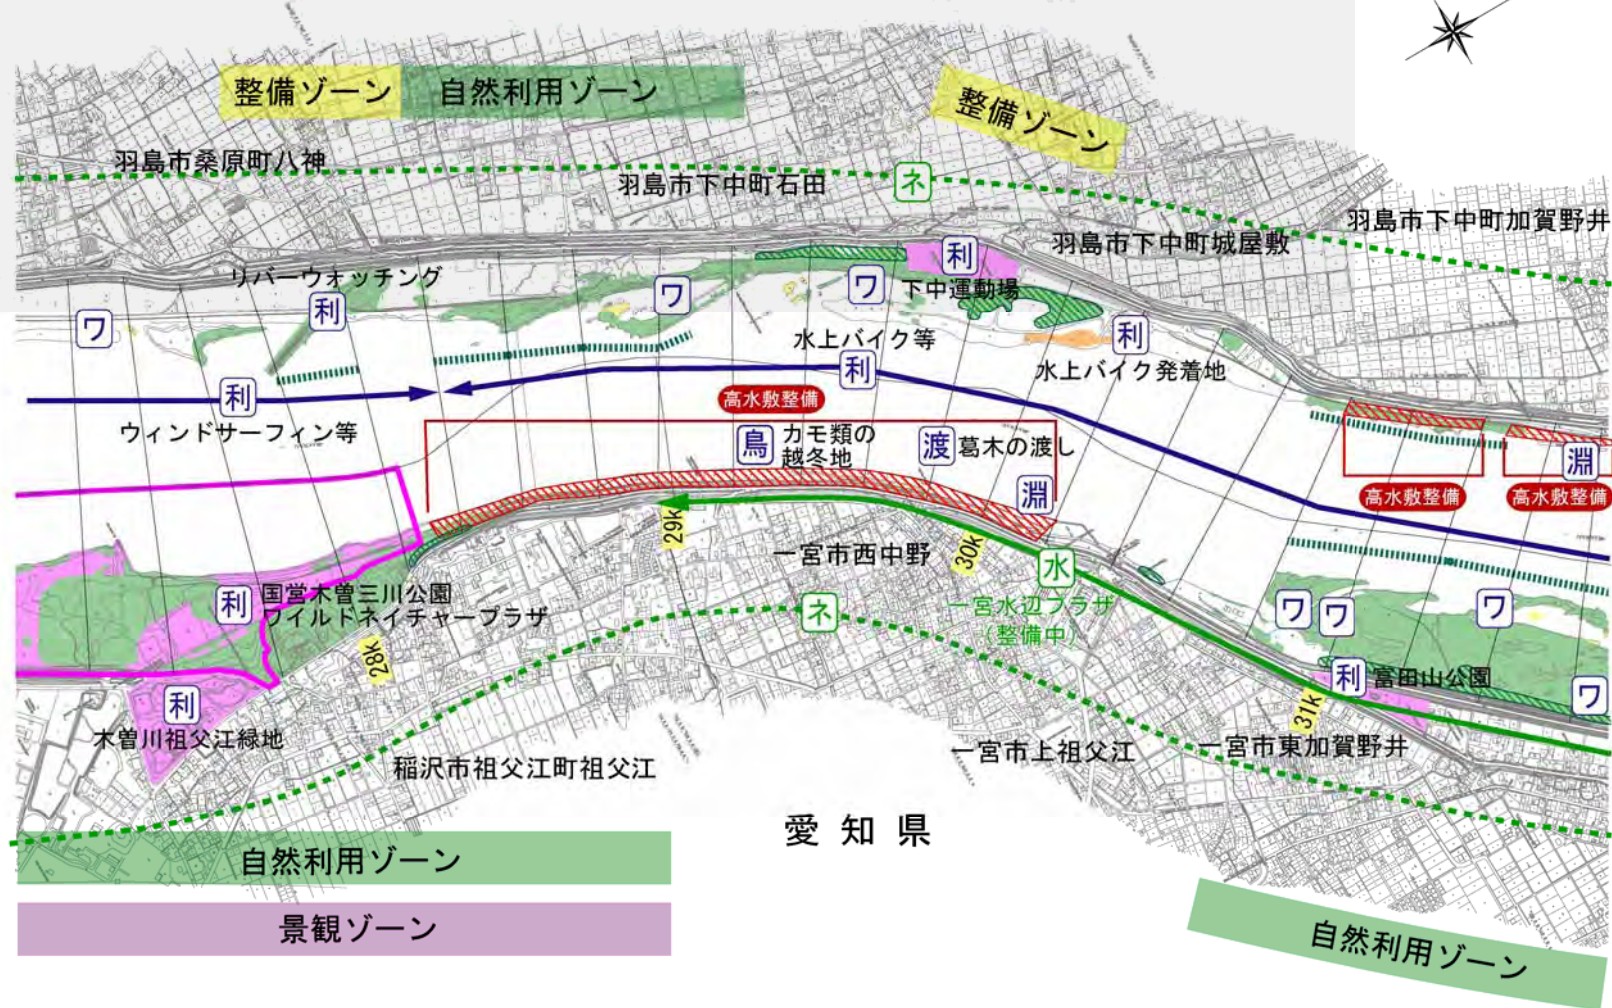 整備ゾーン
自然利用ゾーン
整備ゾーン
羽島市桑原町八神
羽島市下中町石田
ネ
羽島市下中町加賀野井
羽島市下中町城屋敷
利
リバーウォッチング
利
ワ
ワ
下中運動場
ワ
水上バイク等
利
利
水上バイク発着地
利
ウィンドサーフィン等
高水敷整備
鳥
カモ類の
越冬地
渡
葛木の渡し
淵
淵
高水敷整備
高水敷整備
29k
一宮市西中野
30k
水
一宮水辺プラザ
(整備中)
ネ
利
国営木曽三川公園
ワイルドネイチャープラザ
28k
ワ
ワ
ワ
ワ
利
富田山公園
31k
利
木曽川祖父江緑地
稲沢市祖父江町祖父江
一宮市上祖父江
一宮市東加賀野井
愛知県
自然利用ゾーン
景観ゾーン
自然利用ゾーン